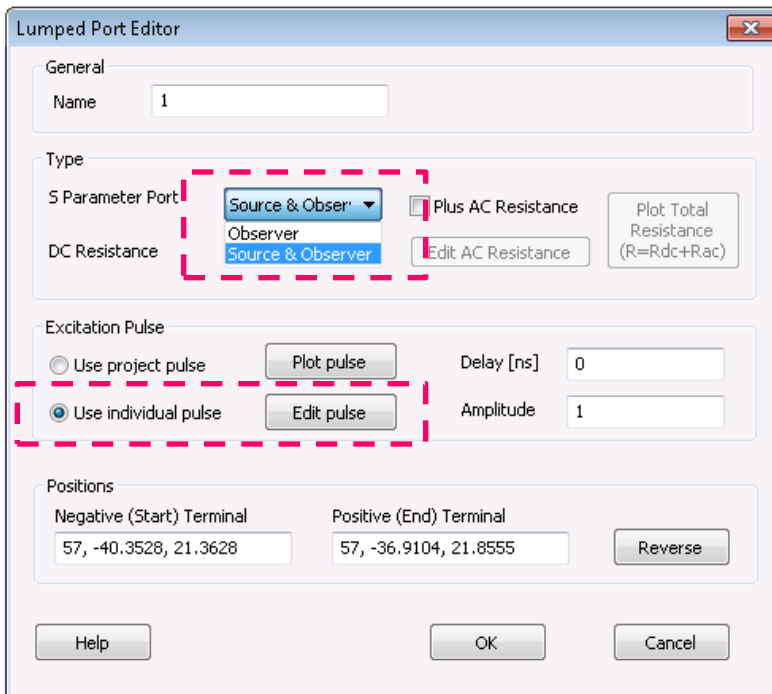 Lumped Port Editor
General
Name 1
Type
S Parameter Port Source & Obser Plus AC Resistance Plot Total
Resistance
(R=Rdc+Rac)
Observer
DC Resistance Source & Observer Edit AC Resistance
Excitation Pulse
Use project pulse Plot pulse Delay [ns] 0
Use individual pulse Edit pulse Amplitude 1
Positions
Negative (Start) Terminal Positive (End) Terminal
57, -40.3528, 21.3628 57, -36.9104, 21.8555 Reverse
Help OK Cancel